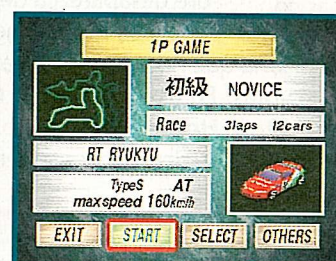 1P GAME
初級 NOVICE
Race 3laps 12cars
RT RYUKYU
TypeS AT
maxspeed 160km/h
EXIT START SELECT OTHERS